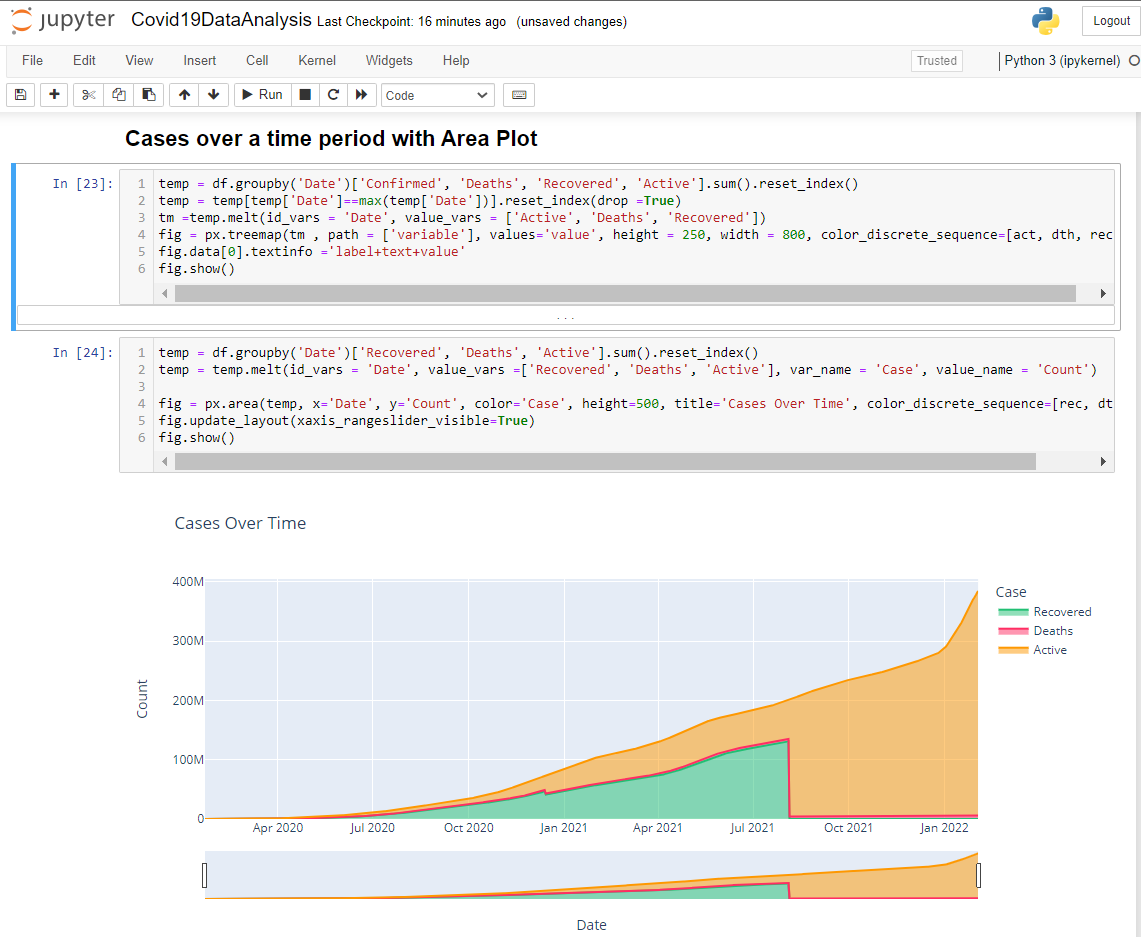 jupyter Covid19DataAnalysis Last Checkpoint: 16 minutes ago (unsaved changes)
Logout
File Edit View Insert Cell Kernel Widgets Help
Trusted
Python 3 (ipykernel)
Run
Code
Cases over a time period with Area Plot
In [23]:
1 temp = df.groupby('Date')['Confirmed', 'Deaths', 'Recovered', 'Active'].sum().reset_index()
2 temp = temp[temp['Date']==max(temp['Date'])].reset_index(drop =True)
3 tm =temp.melt(id_vars = 'Date', value_vars = ['Active', 'Deaths', 'Recovered'])
4 fig = px.treemap(tm , path = ['variable'], values='value', height = 250, width = 800, color_discrete_sequence=[act, dth, rec
5 fig.data[0].textinfo ='label+text+value'
6 fig.show()
...
In [24]:
1 temp = df.groupby('Date')['Recovered', 'Deaths', 'Active'].sum().reset_index()
2 temp = temp.melt(id_vars = 'Date', value_vars =['Recovered', 'Deaths', 'Active'], var_name = 'Case', value_name = 'Count')
3
4 fig = px.area(temp, x='Date', y='Count', color='Case', height=500, title='Cases Over Time', color_discrete_sequence=[rec, dt
5 fig.update_layout(xaxis_rangeslider_visible=True)
6 fig.show()
Cases Over Time
400M
300M
200M
100M
0
Count
Case
Recovered
Deaths
Active
Apr 2020 Jul 2020 Oct 2020 Jan 2021 Apr 2021 Jul 2021 Oct 2021 Jan 2022
Date